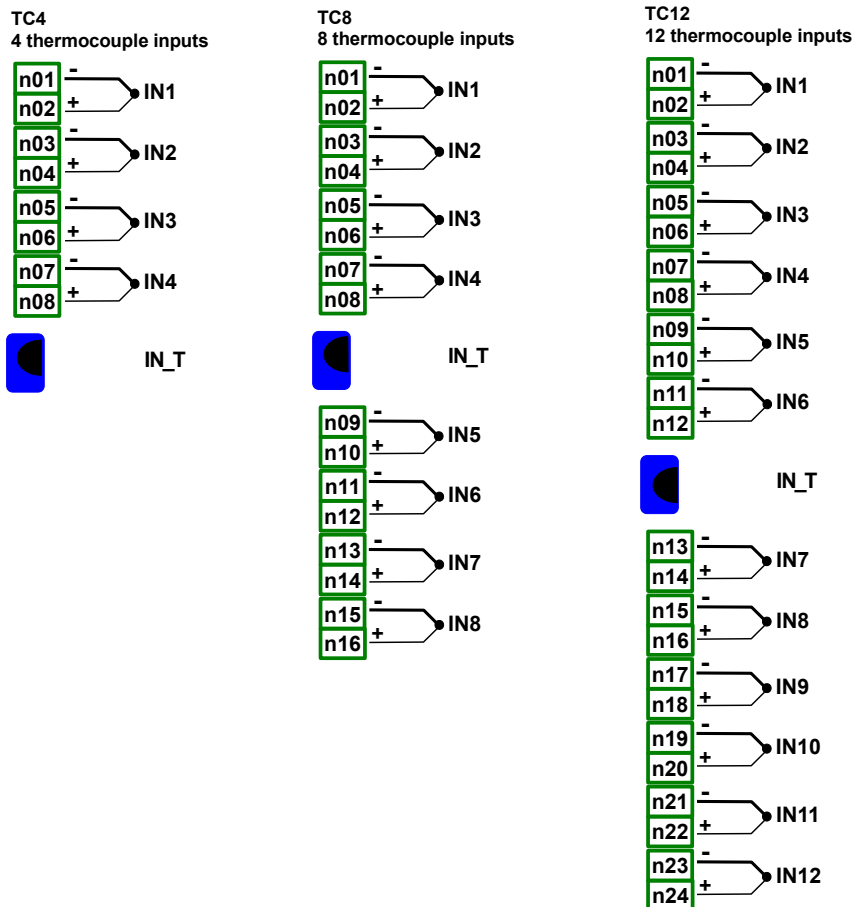 TC4
4 thermocouple inputs
n01 - IN1
n02 +
n03 - IN2
n04 +
n05 - IN3
n06 +
n07 - IN4
n08 +
IN_T
TC8
8 thermocouple inputs
n01 - IN1
n02 +
n03 - IN2
n04 +
n05 - IN3
n06 +
n07 - IN4
n08 +
IN_T
n09 - IN5
n10 +
n11 - IN6
n12 +
n13 - IN7
n14 +
n15 - IN8
n16 +
TC12
12 thermocouple inputs
n01 - IN1
n02 +
n03 - IN2
n04 +
n05 - IN3
n06 +
n07 - IN4
n08 +
n09 - IN5
n10 +
n11 - IN6
n12 +
IN_T
n13 - IN7
n14 +
n15 - IN8
n16 +
n17 - IN9
n18 +
n19 - IN10
n20 +
n21 - IN11
n22 +
n23 - IN12
n24 +